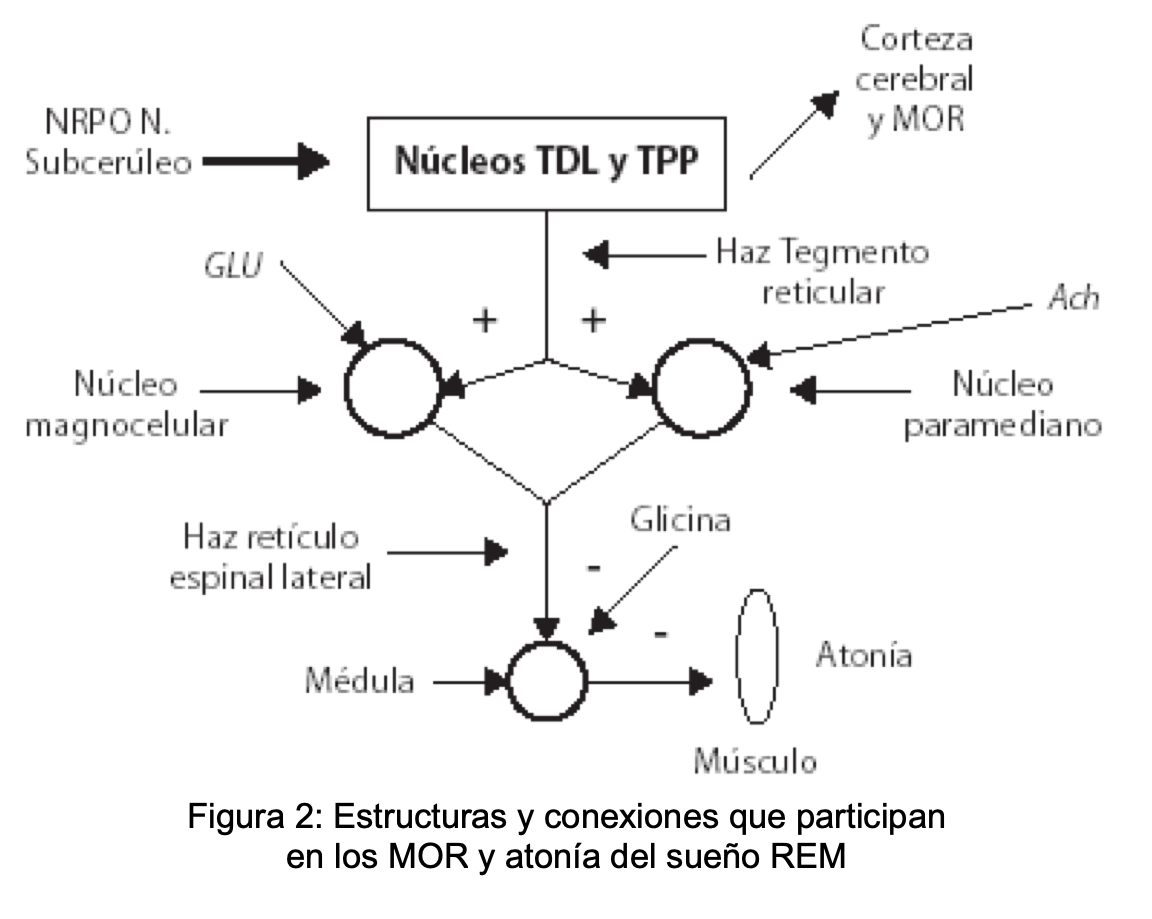 Corteza
cerebral
y MOR
NRPO N.
Subcerúleo
Núcleos TDL y TPP
GLU
Haz Tegmento
reticular
Ach
+
+
Núcleo
magnocelular
Núcleo
paramediano
Haz retículo
espinal lateral
Glicina
-
-
Médula
Atonía
Músculo
Figura 2: Estructuras y conexiones que participan
en los MOR y atonía del sueño REM